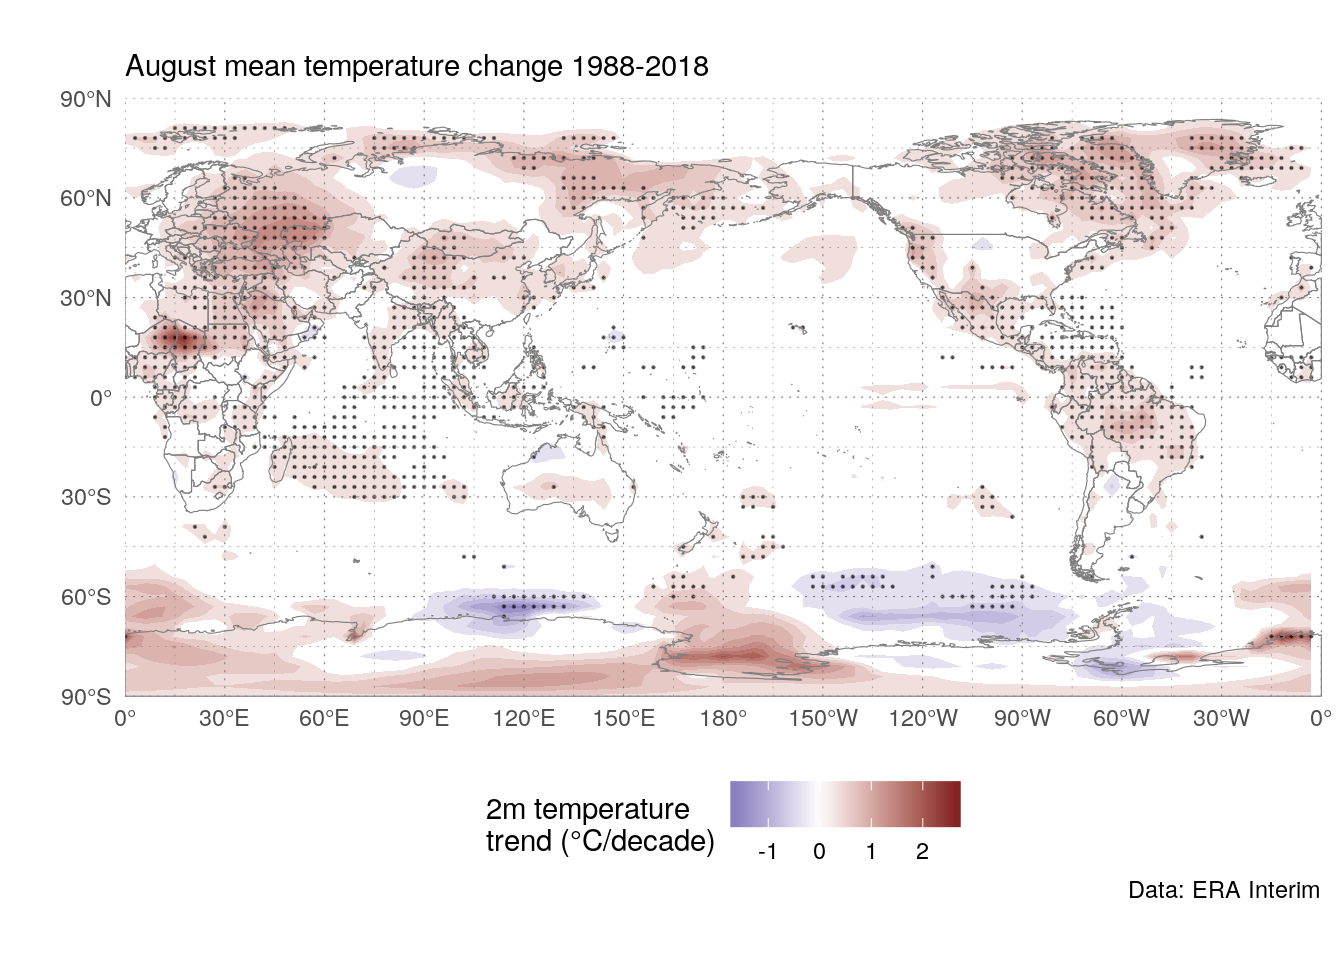 August mean temperature change 1988-2018
90°N
60°N
30°N
0°
30°S
60°S
90°S
0° 30°E 60°E 90°E 120°E 150°E 180° 150°W 120°W 90°W 60°W 30°W 0°
2m temperature
trend (°C/decade)
-1 0 1 2
Data: ERA Interim